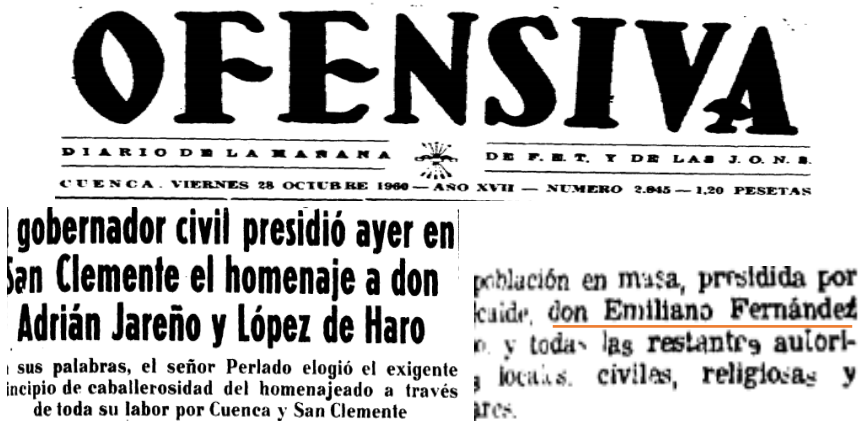 OFENSIVA
DIARIO DE LA MAÑANA DE F.E.T. Y DE LAS J.O.N.S.
CUENCA. VIERNES 28 OCTUBRE 1960 — AÑO XVII — NUMERO 2.945 — 1,20 PESETAS
gobernador civil presidió ayer en
San Clemente el homenaje a don
Adrián Jareño y López de Haro
sus palabras, el señor Perlado elogió el exigente
incipio de caballerosidad del homenajeado a través
de toda su labor por Cuenca y San Clemente
población en masa, presidida por
don Emiliano Fernández
y todas las restantes autori-
locales. civiles, religiosas y
ares.